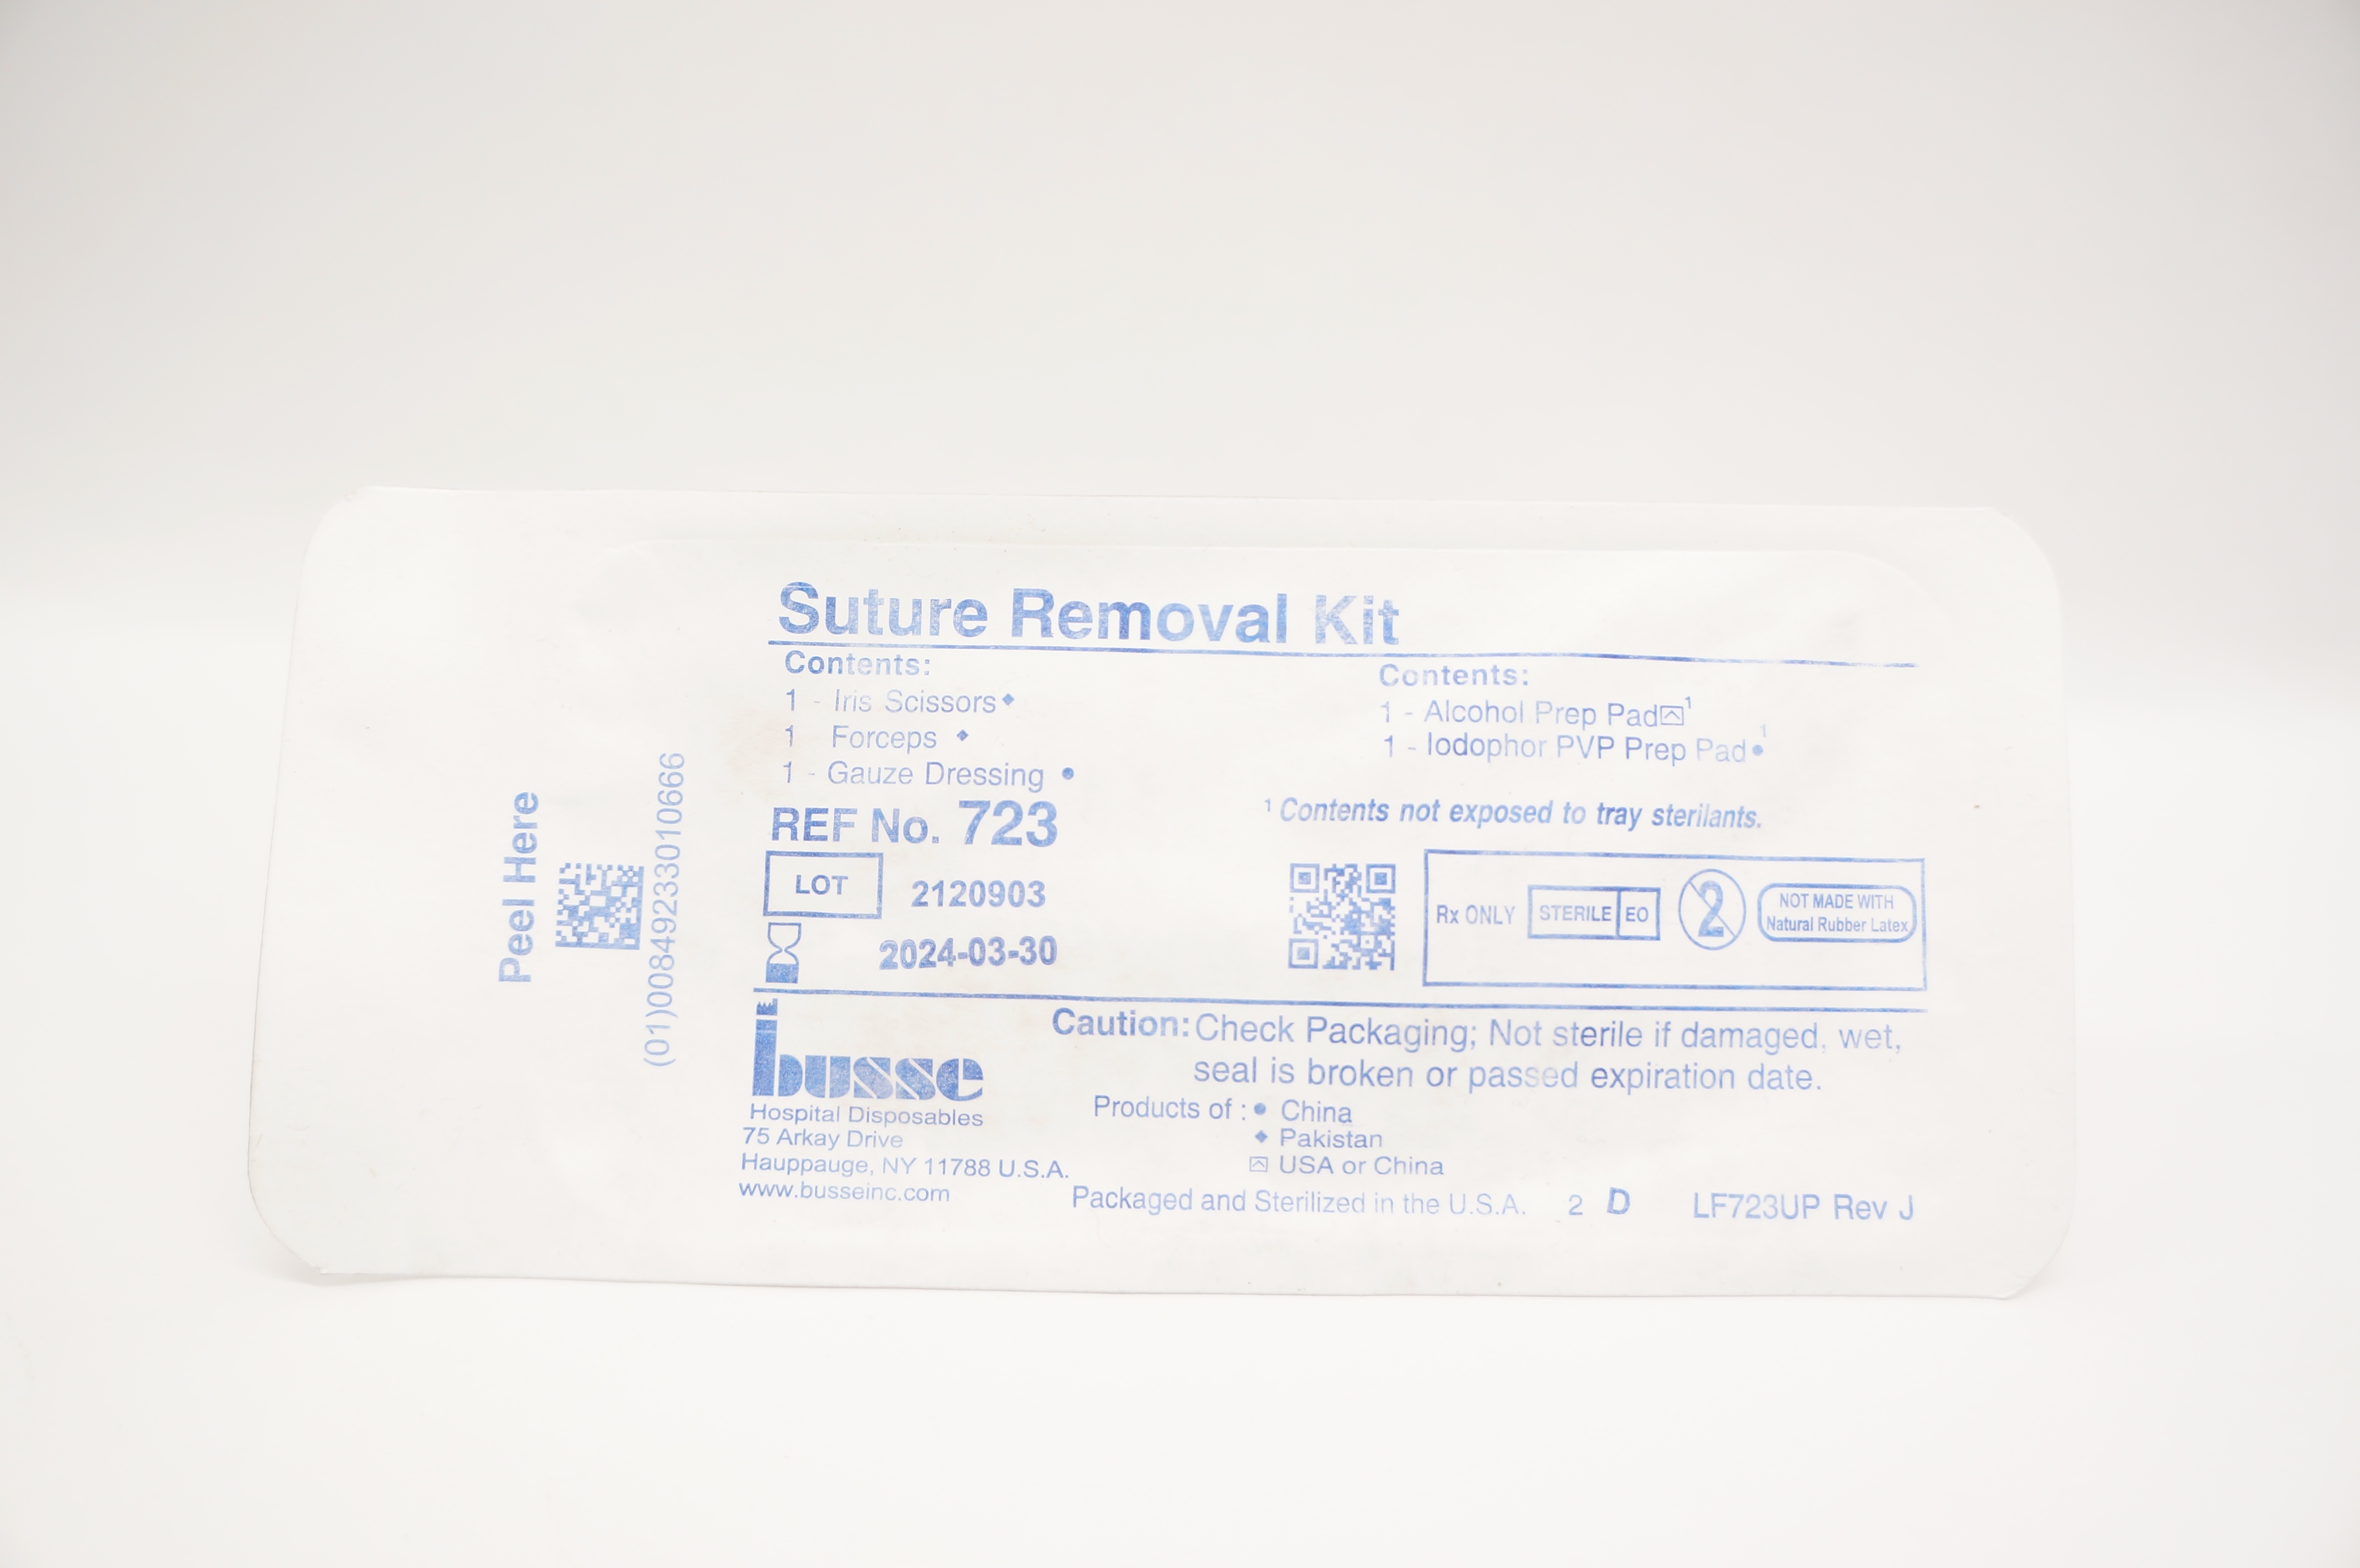 Suture Removal Kit
Contents:
1 - Iris Scissors◆
1 Forceps ◆
1 - Gauze Dressing ●
Contents:
1 - Alcohol Prep Pad¹
1 - Iodophor PVP Prep Pad●¹
¹ Contents not exposed to tray sterilants.
REF No. 723
LOT 2120903
2024-03-30
Rx ONLY STERILE EO 2 NOT MADE WITH
Natural Rubber Latex
Peel Here
(01)00849233010666
busse
Hospital Disposables
75 Arkay Drive
Hauppauge, NY 11788 U.S.A.
www.busseinc.com
Caution: Check Packaging; Not sterile if damaged, wet,
seal is broken or passed expiration date.
Products of : ● China
◆ Pakistan
USA or China
Packaged and Sterilized in the U.S.A. 2 D LF723UP Rev J